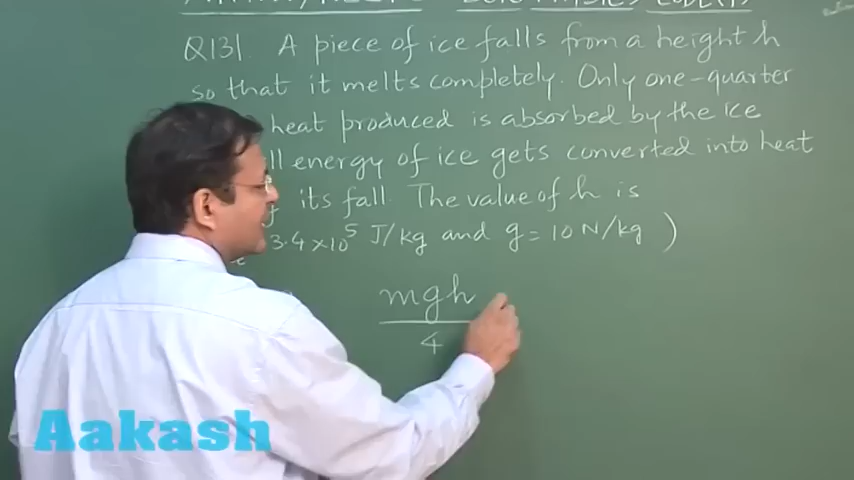 Q131. A piece of ice falls from a height h
so that it melts completely. Only one-quarter
heat produced is absorbed by the ice
energy of ice gets converted into heat
its fall. The value of h is
3.4×10⁵ J/kg and g = 10 N/kg )
mgh
4
Aakash